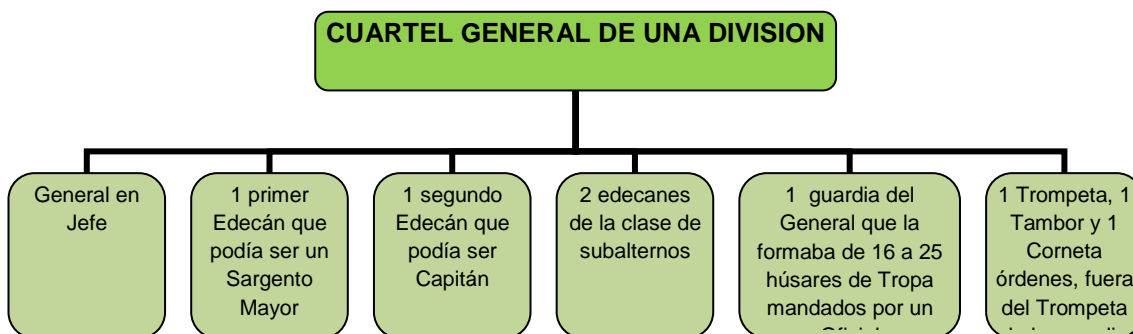 CUARTEL GENERAL DE UNA DIVISION
General en
Jefe
1 primer
Edecán que
podía ser un
Sargento
Mayor
1 segundo
Edecán que
podía ser
Capitán
2 edecanes
de la clase de
subalternos
1 guardia del
General que la
formaba de 16 a 25
húsares de Tropa
mandados por un
1 Trompeta, 1
Tambor y 1
Corneta
órdenes, fuera
del Trompeta